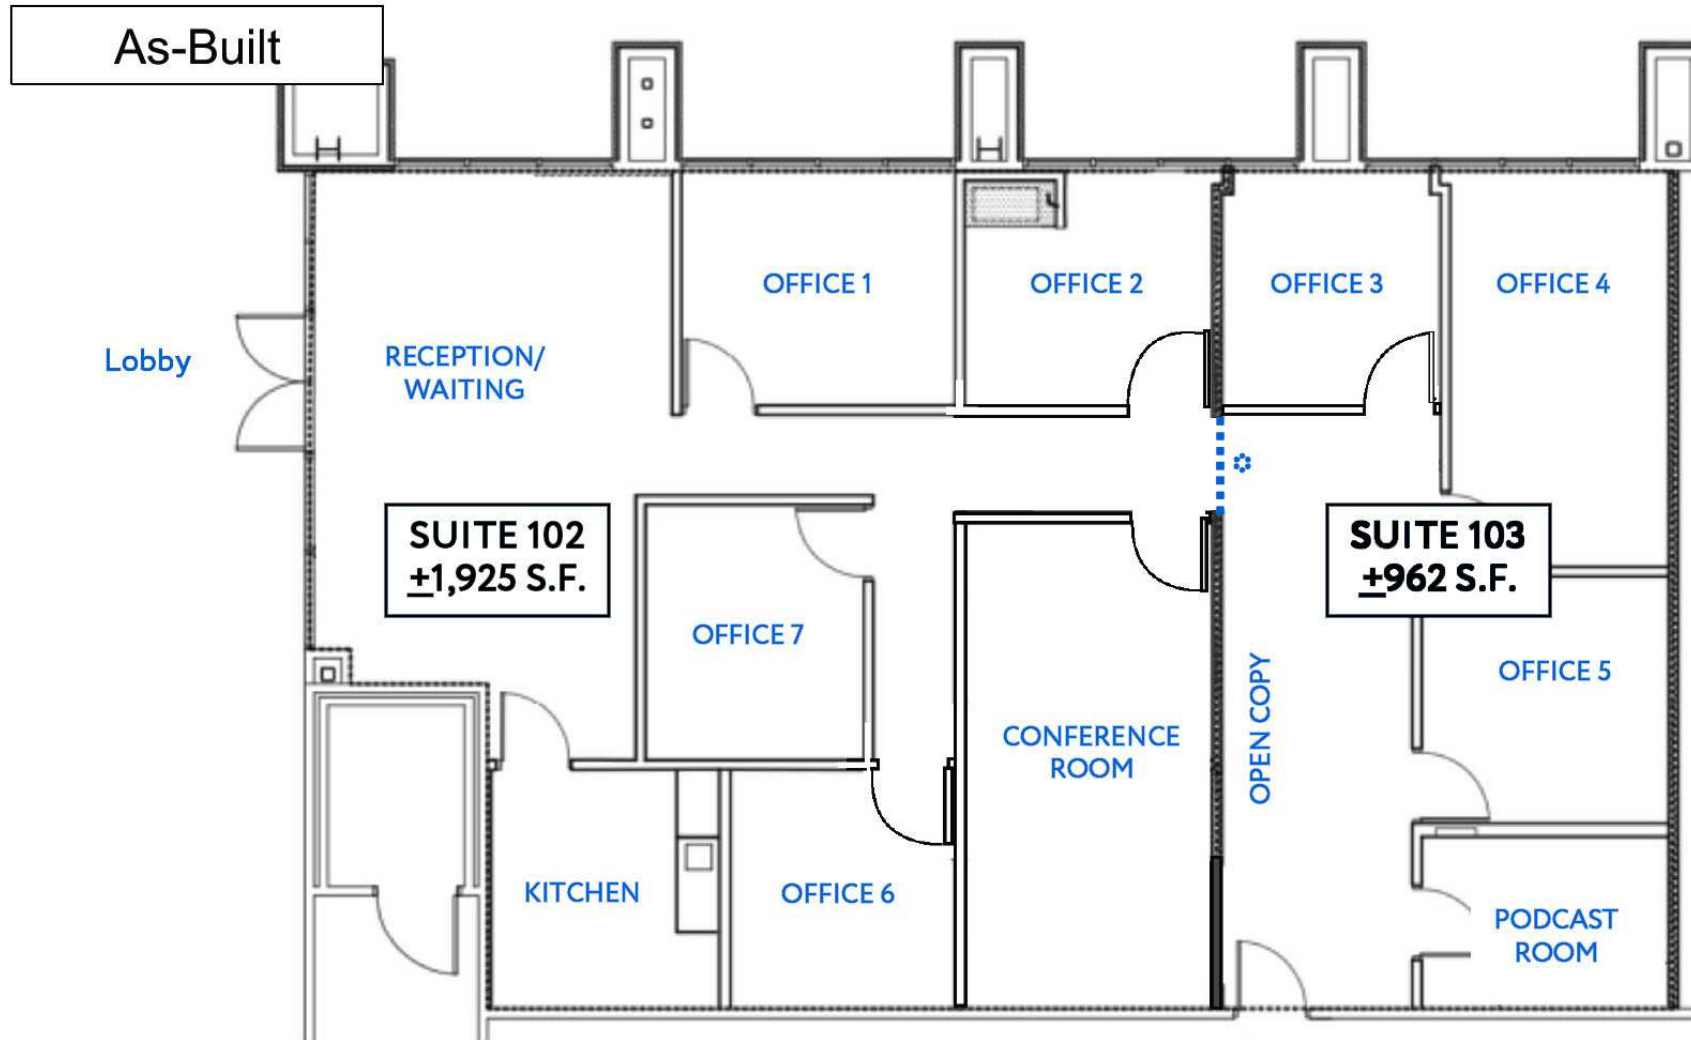 As-Built
OFFICE 1
OFFICE 2
OFFICE 3
OFFICE 4
Lobby
RECEPTION/
WAITING
SUITE 102
±1,925 S.F.
SUITE 103
±962 S.F.
OFFICE 7
OFFICE 5
OPEN COPY
CONFERENCE
ROOM
KITCHEN
OFFICE 6
PODCAST
ROOM